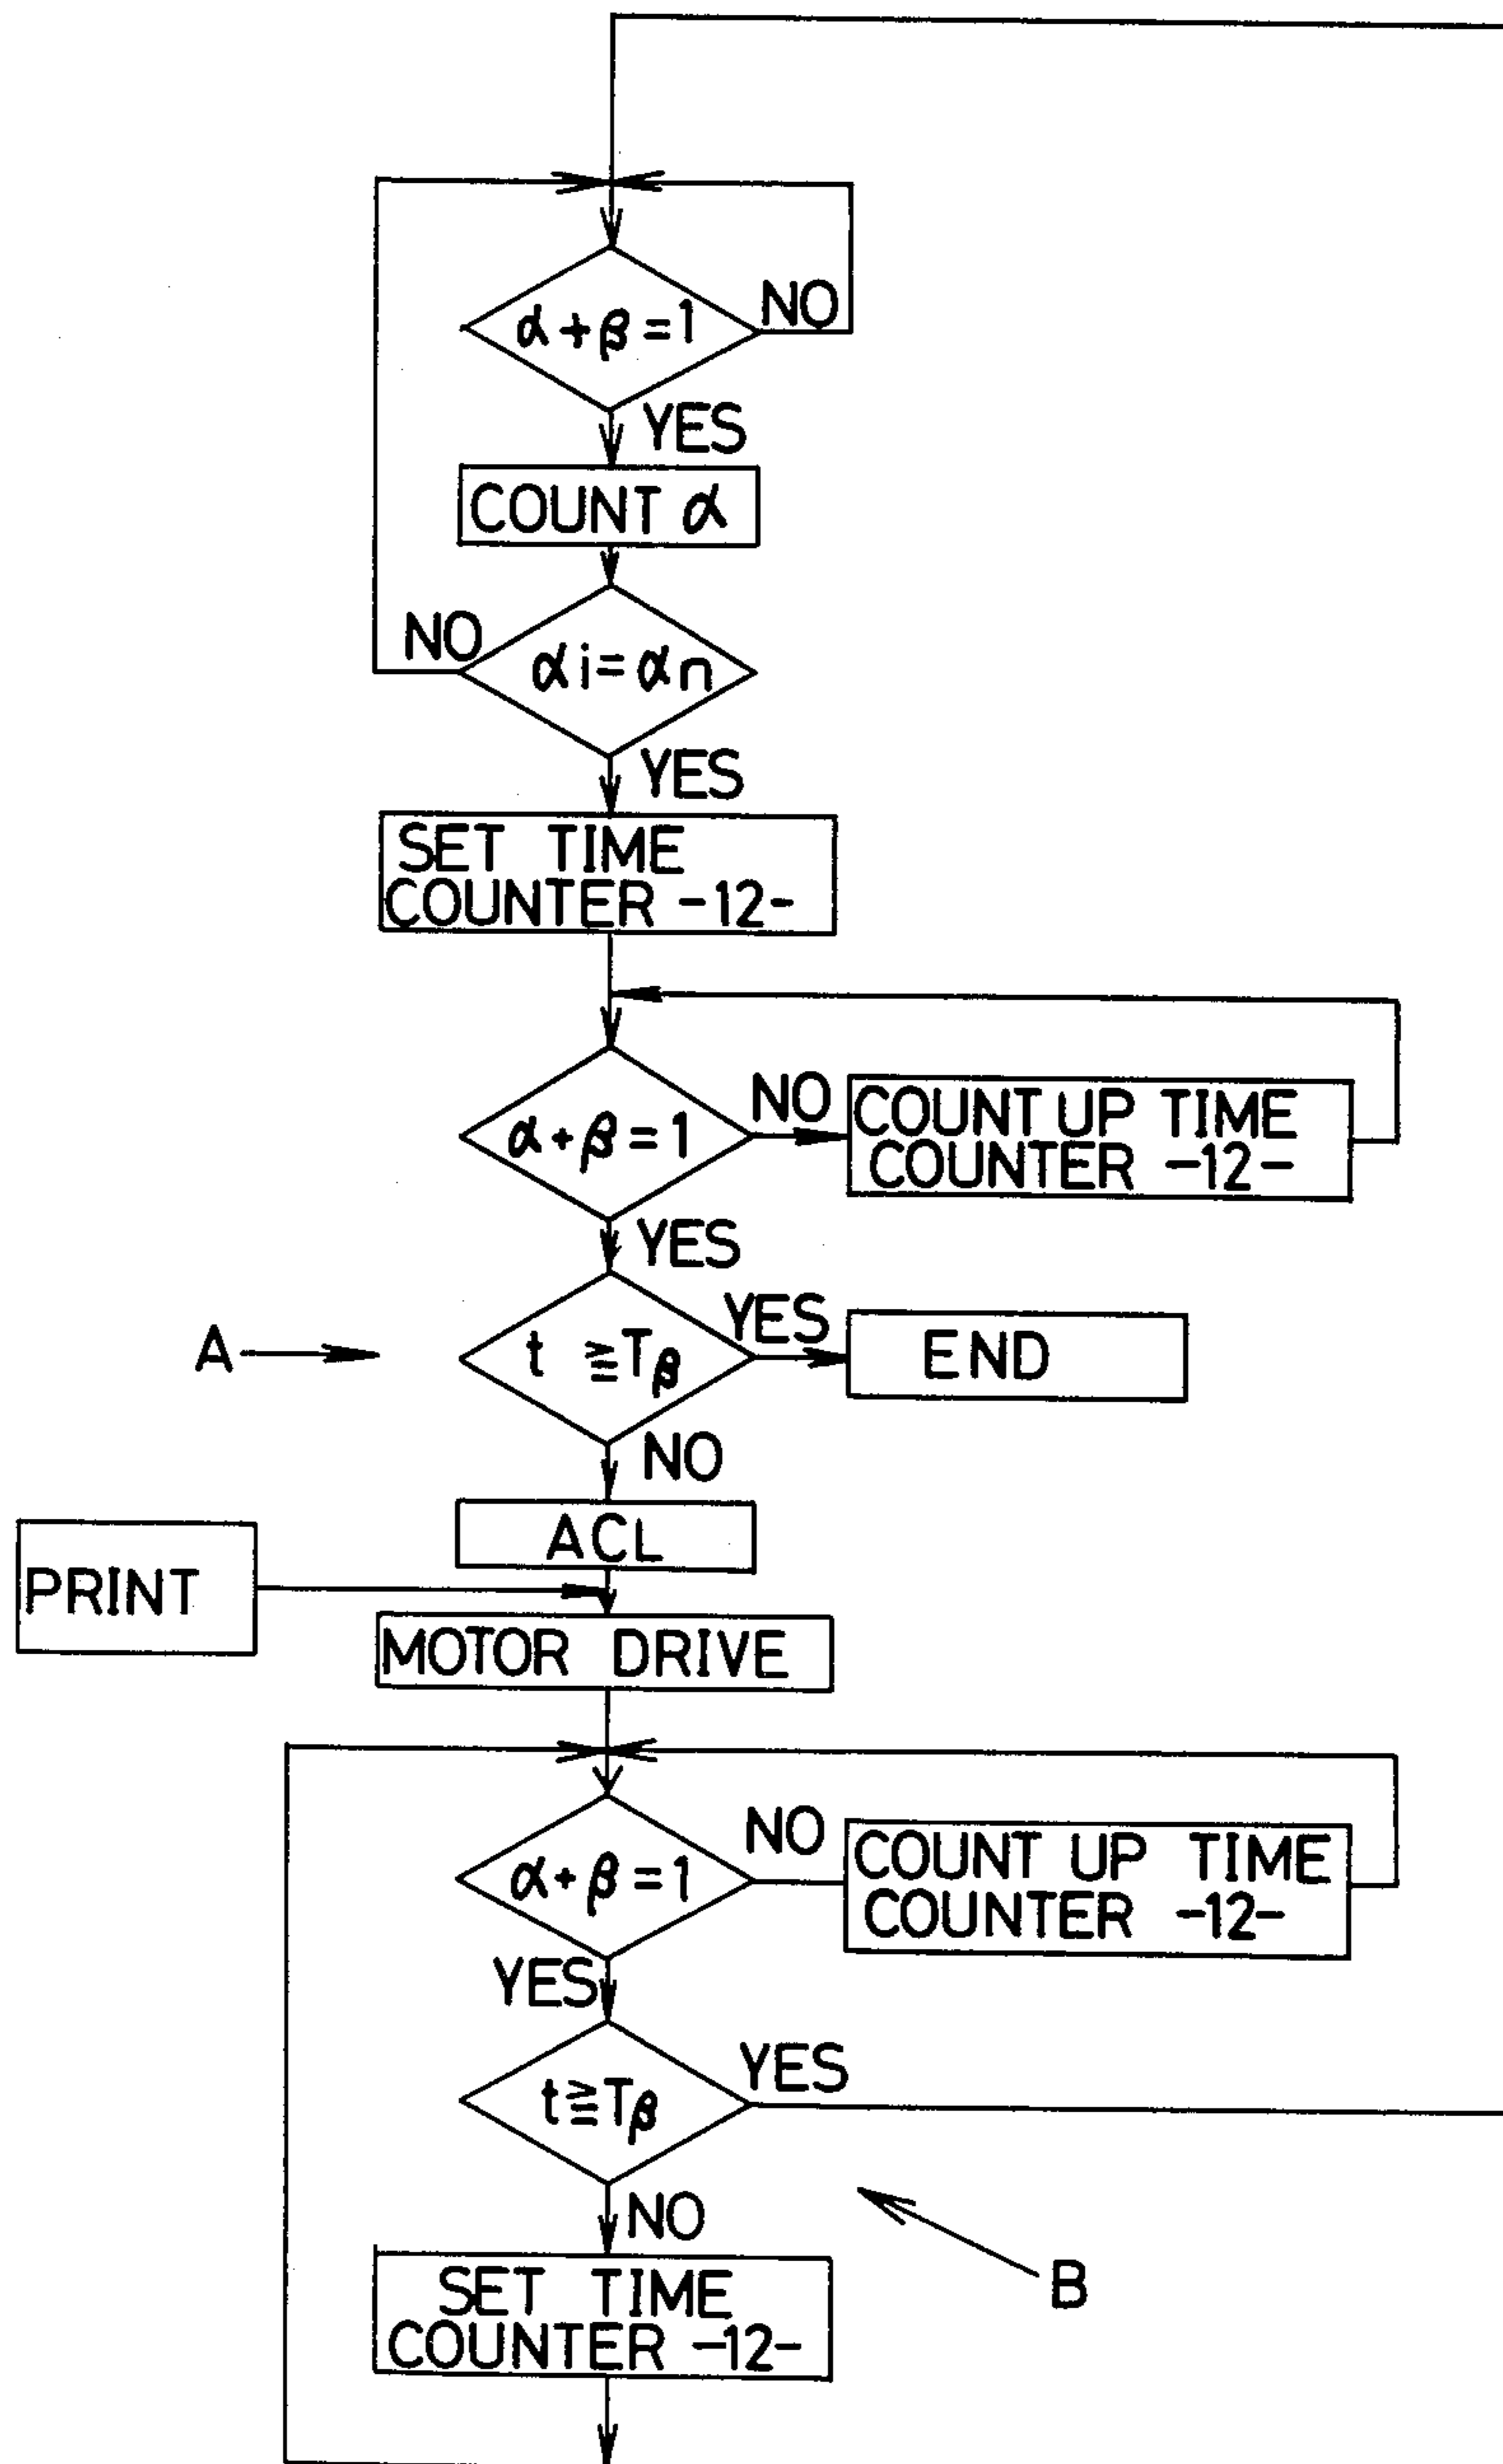 α+β=1
NO
YES
COUNT α
NO
αi=αn
YES
SET TIME
COUNTER -12-
α+β=1
NO
COUNT UP TIME
COUNTER -12-
YES
A
t ≧Tβ
YES
END
NO
ACL
PRINT
MOTOR DRIVE
α+β=1
NO
COUNT UP TIME
COUNTER -12-
YES
t≧Tβ
YES
NO
B
SET TIME
COUNTER -12-